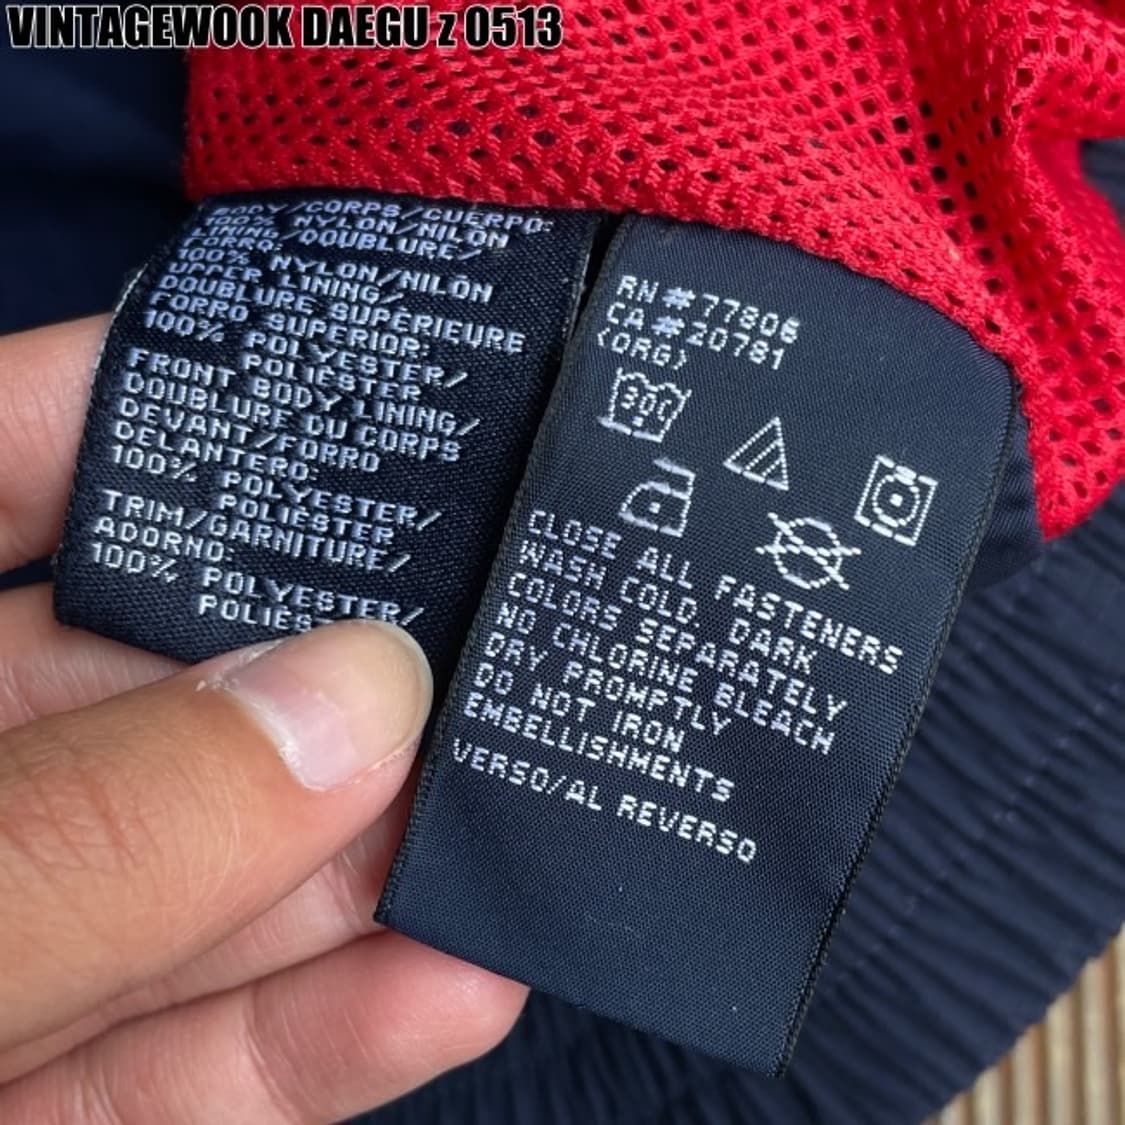 VINTAGEWOOK DAEGU z 0513
BODY/CORPS/CUERPO:
100% NYLON/NILÓN
LINING/DOUBLURE/
FORRO:
100% NYLON/NILÓN
UPPER LINING/
DOUBLURE SUPÉRIEURE
FORRO SUPERIOR:
100% POLYESTER/
POLIÉSTER
FRONT BODY LINING/
DOUBLURE DU CORPS
DEVANT/FORRO
DELANTERO:
100% POLYESTER/
POLIÉSTER
TRIM/GARNITURE/
ADORNO:
100% POLYESTER/
RN#77806
CA#20781
(ORG)
30C
CLOSE ALL FASTENERS
WASH COLD. DARK
COLORS SEPARATELY
NO CHLORINE BLEACH
DRY PROMPTLY
DO NOT IRON
EMBELLISHMENTS
VERSO/AL REVERSO